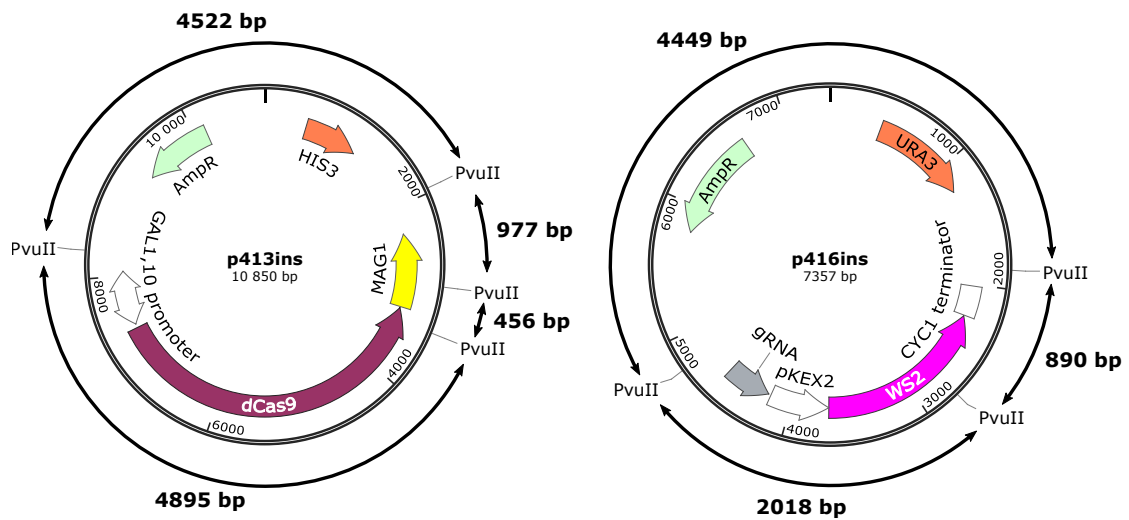 4522 bp
10 000
AmpR
HIS3
2000
PvuII
977 bp
PvuII
GAL1,10 promoter
p413ins
10 850 bp
MAG1
PvuII
456 bp
8000
PvuII
4000
dCas9
6000
4895 bp
4449 bp
7000
1000
URA3
AmpR
6000
p416ins
7357 bp
CYC1 terminator
2000
PvuII
890 bp
5000
gRNA
pKEX2
WS2
3000
PvuII
PvuII
4000
2018 bp